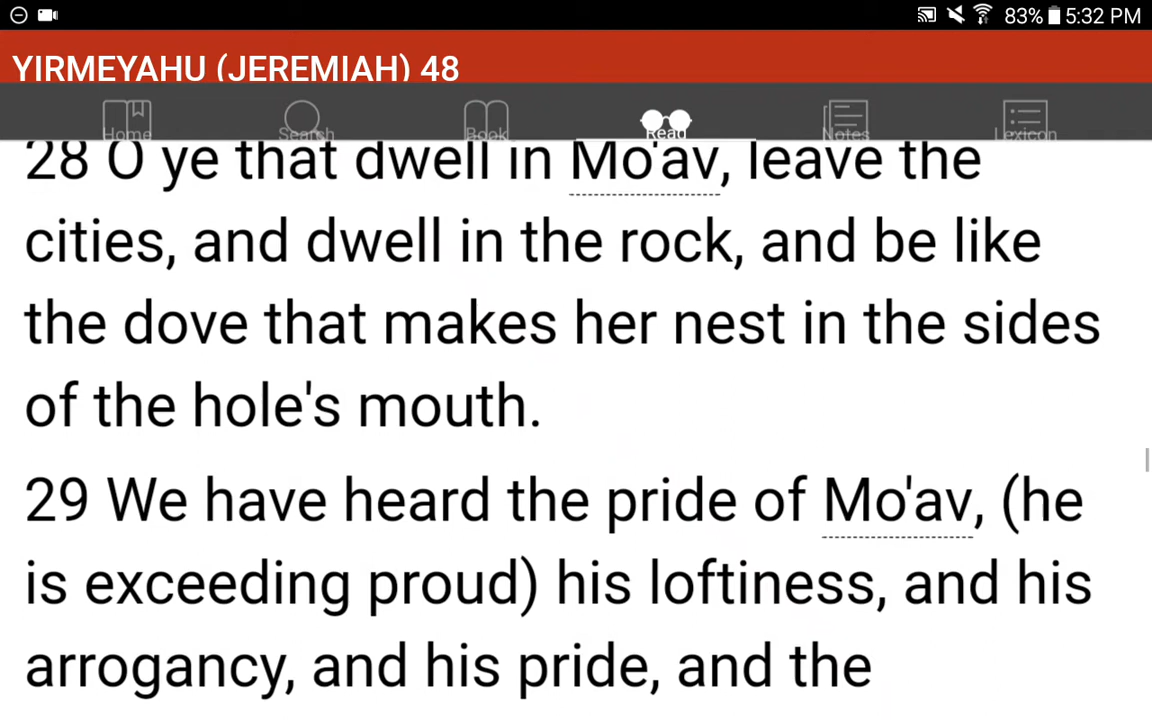 83% 5:32 PM
YIRMEYAHU (JEREMIAH) 48
Home Search Book Read Notes Lexicon
28 O ye that dwell in Mo'av, leave the
cities, and dwell in the rock, and be like
the dove that makes her nest in the sides
of the hole's mouth.
29 We have heard the pride of Mo'av, (he
is exceeding proud) his loftiness, and his
arrogancy, and his pride, and the